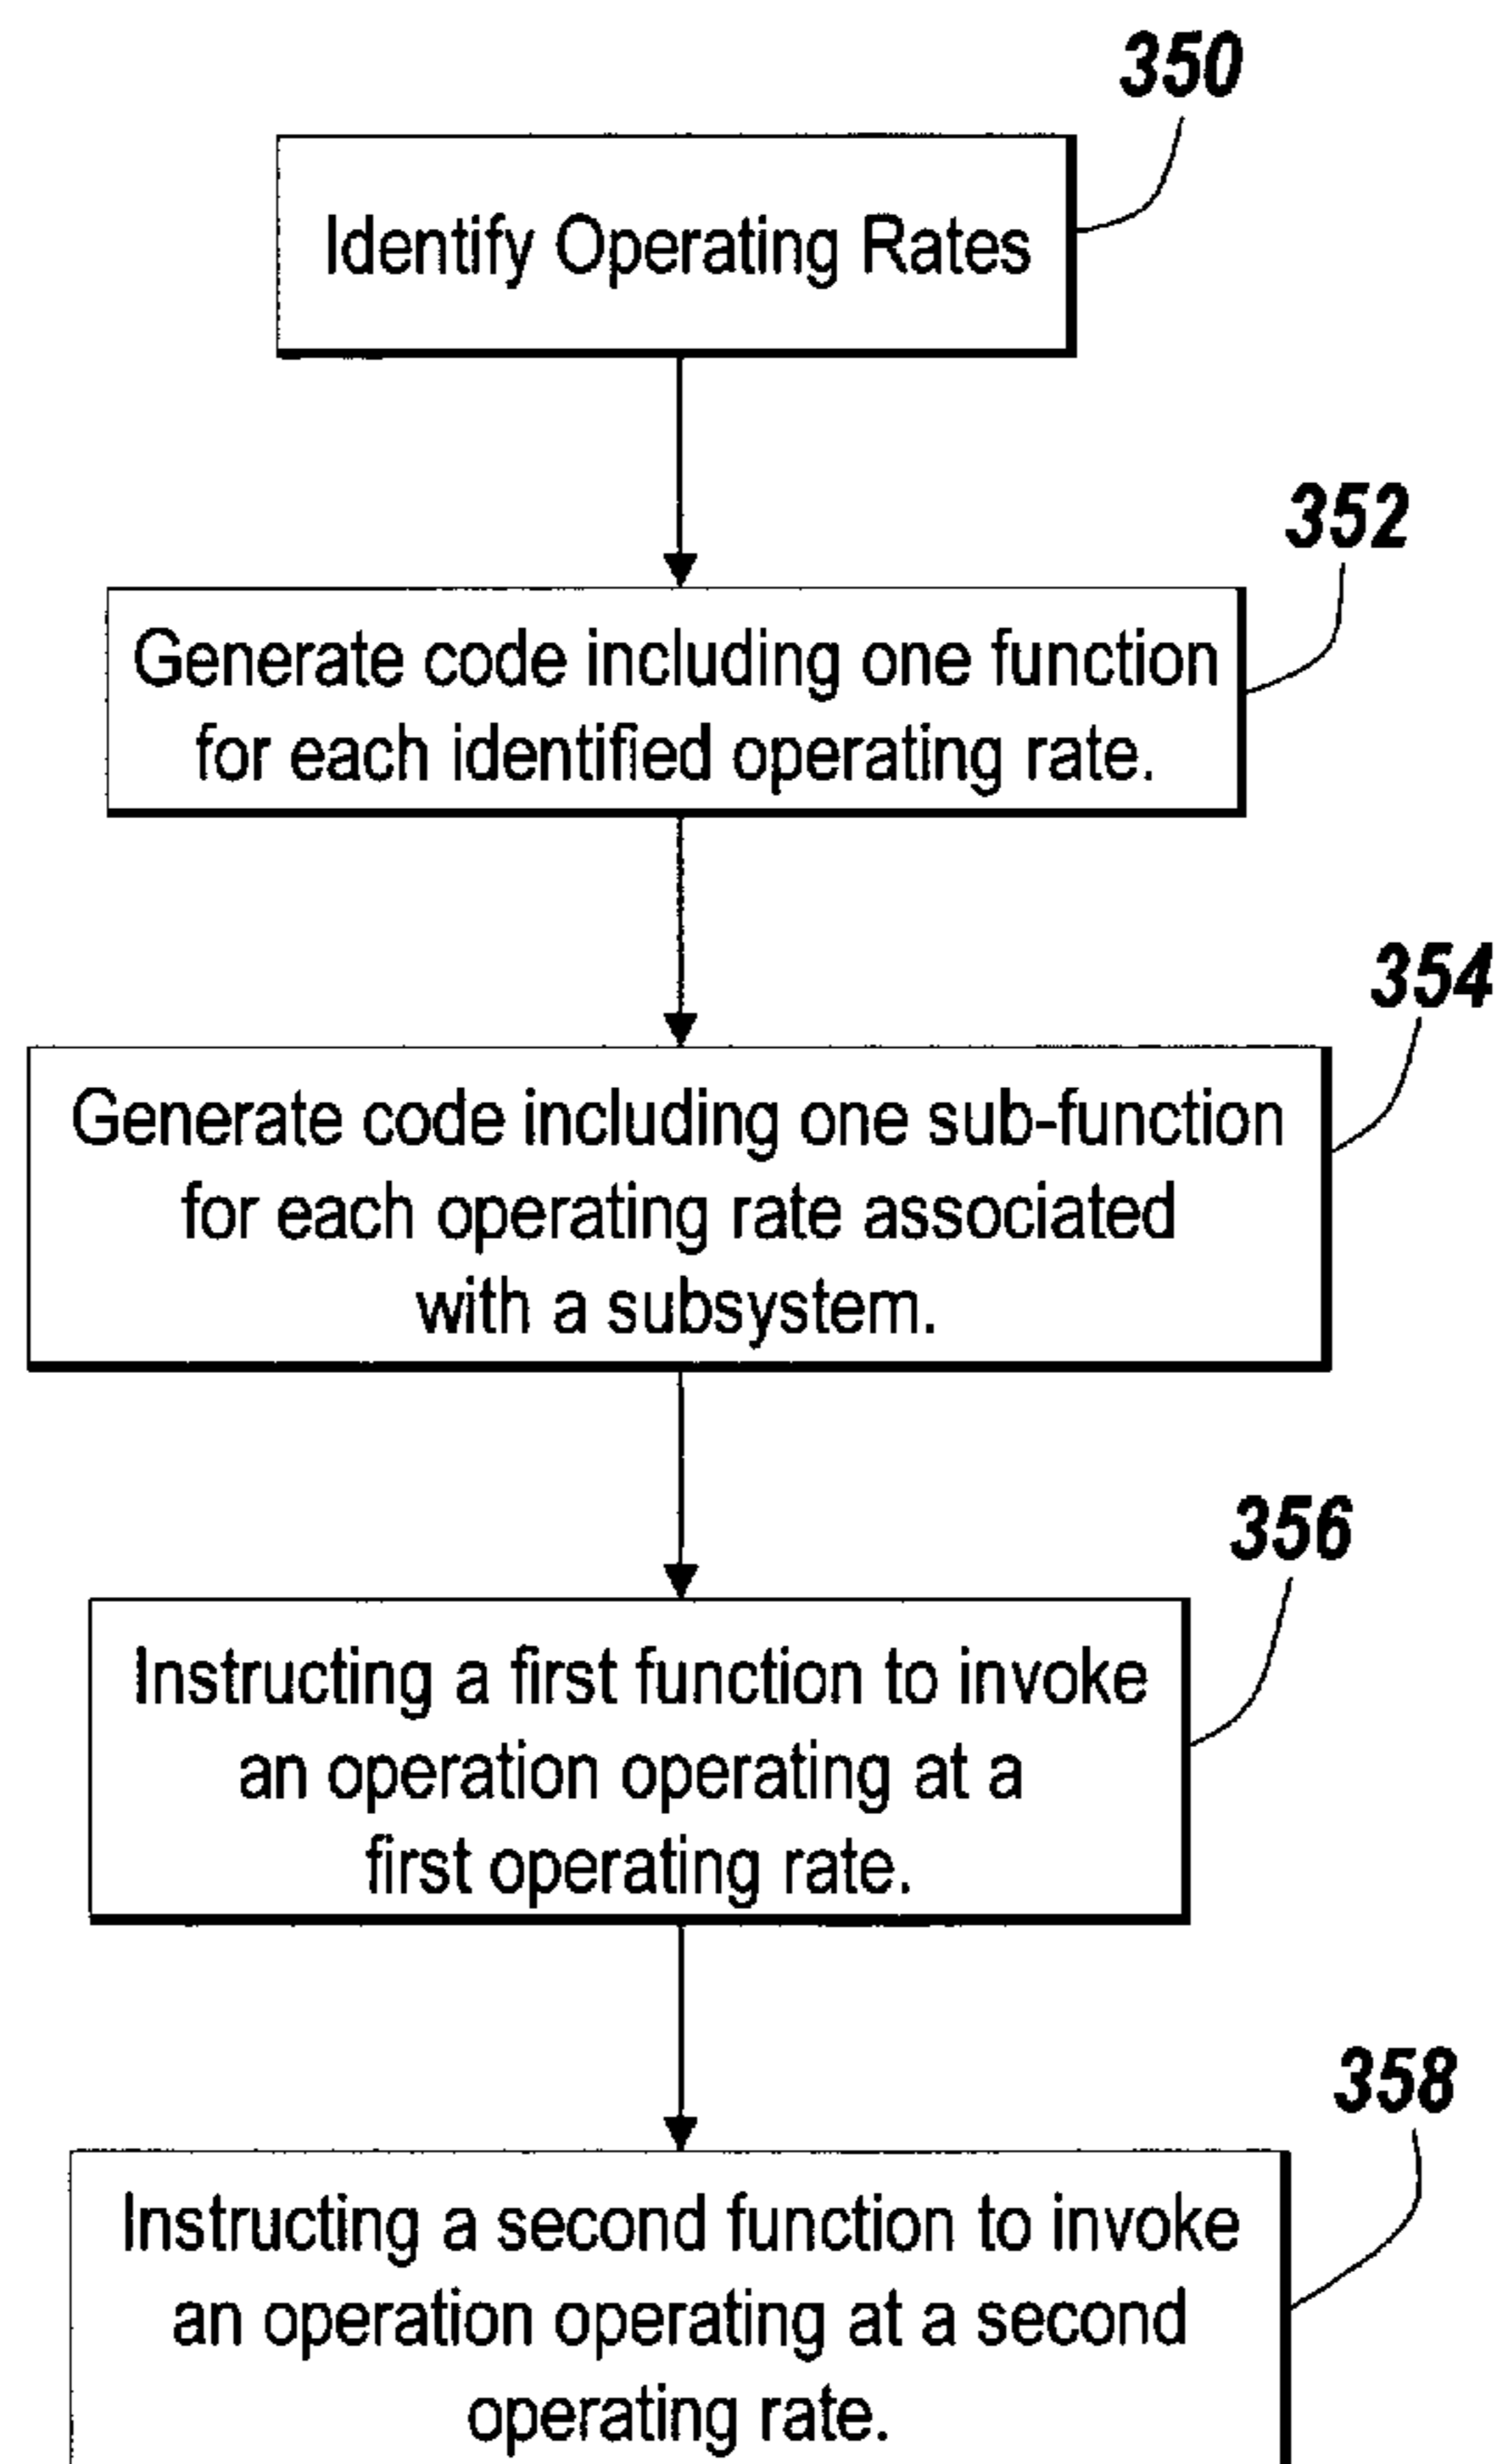 350
Identify Operating Rates
352
Generate code including one function
for each identified operating rate.
354
Generate code including one sub-function
for each operating rate associated
with a subsystem.
356
Instructing a first function to invoke
an operation operating at a
first operating rate.
358
Instructing a second function to invoke
an operation operating at a second
operating rate.